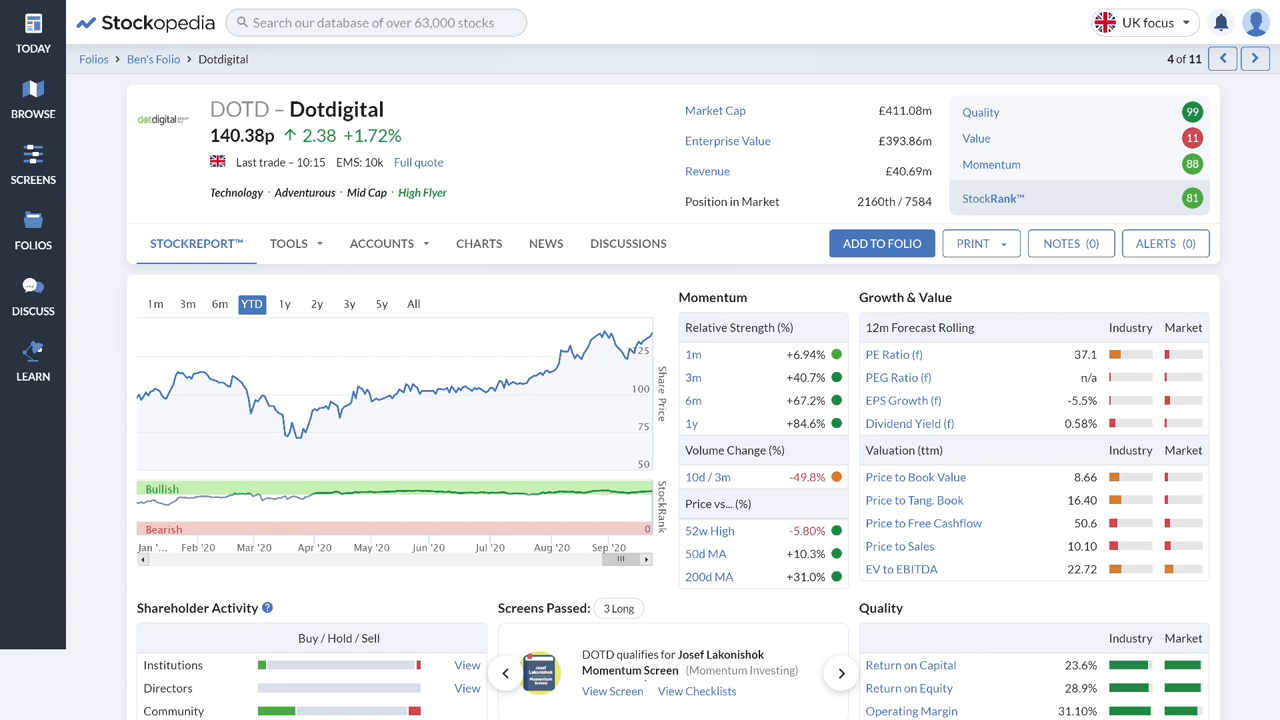 Stockopedia
Search our database of over 63,000 stocks
UK focus
TODAY
BROWSE
SCREENS
FOLIOS
DISCUSS
LEARN
Folios > Ben's Folio > Dotdigital
4 of 11
dotdigital
DOTD – Dotdigital
140.38p ↑ 2.38 +1.72%
Last trade – 10:15 EMS: 10k Full quote
Technology · Adventurous · Mid Cap · High Flyer
Market Cap £411.08m
Enterprise Value £393.86m
Revenue £40.69m
Position in Market 2160th / 7584
Quality 99
Value 11
Momentum 88
StockRank™ 81
STOCKREPORT™ TOOLS ACCOUNTS CHARTS NEWS DISCUSSIONS
ADD TO FOLIO PRINT NOTES (0) ALERTS (0)
1m 3m 6m YTD 1y 2y 3y 5y All
125
100
75
50
Share Price
Bullish
Bearish
0
StockRank
Jan '... Feb '20 Mar '20 Apr '20 May '20 Jun '20 Jul '20 Aug '20 Sep '20
Momentum
Relative Strength (%)
1m +6.94%
3m +40.7%
6m +67.2%
1y +84.6%
Volume Change (%)
10d / 3m -49.8%
Price vs... (%)
52w High -5.80%
50d MA +10.3%
200d MA +31.0%
Growth & Value
12m Forecast Rolling Industry Market
PE Ratio (f) 37.1
PEG Ratio (f) n/a
EPS Growth (f) -5.5%
Dividend Yield (f) 0.58%
Valuation (ttm) Industry Market
Price to Book Value 8.66
Price to Tang. Book 16.40
Price to Free Cashflow 50.6
Price to Sales 10.10
EV to EBITDA 22.72
Shareholder Activity ?
Buy / Hold / Sell
Institutions View
Directors View
Community
Screens Passed: 3 Long
Josef Lakonishok Momentum Screen
DOTD qualifies for Josef Lakonishok
Momentum Screen (Momentum Investing)
View Screen View Checklists
Quality
Industry Market
Return on Capital 23.6%
Return on Equity 28.9%
Operating Margin 31.10%